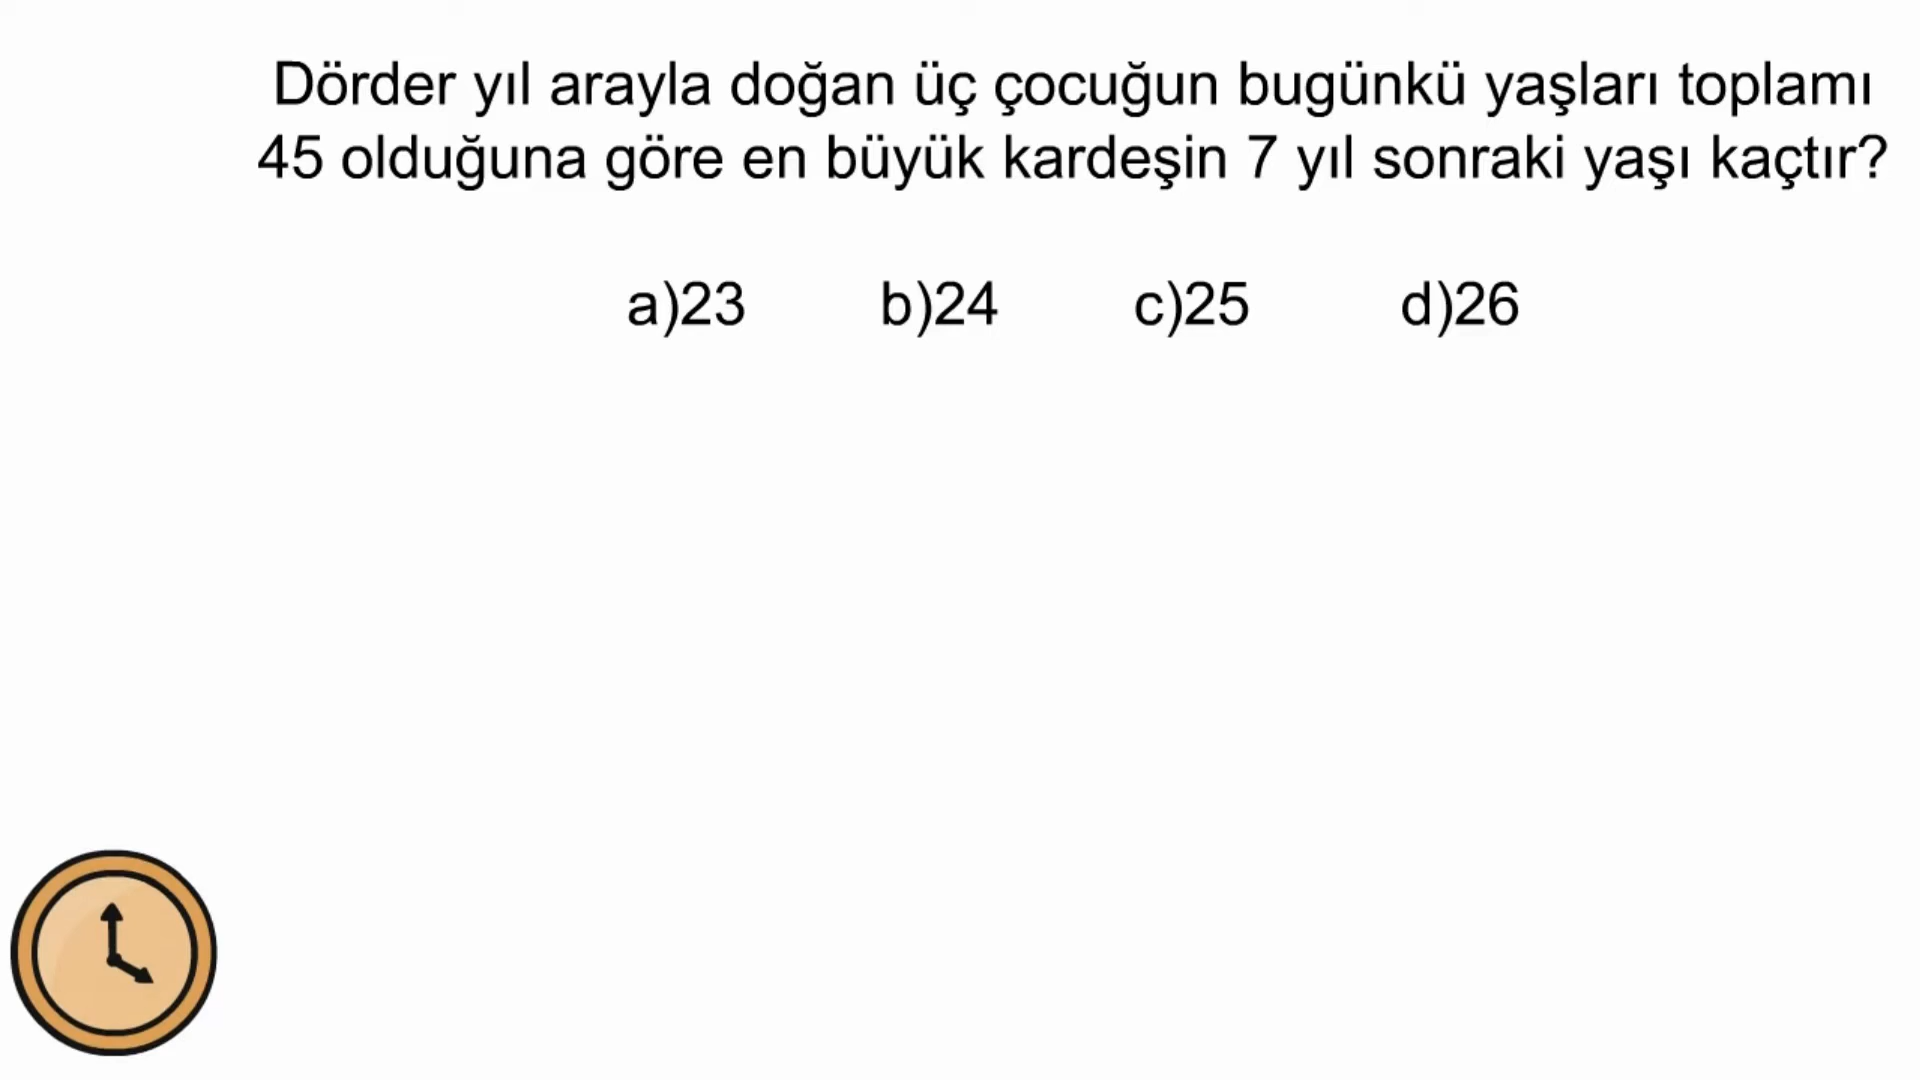 Dörder yıl arayla doğan üç çocuğun bugünkü yaşları toplamı
45 olduğuna göre en büyük kardeşin 7 yıl sonraki yaşı kaçtır?
a)23 b)24 c)25 d)26